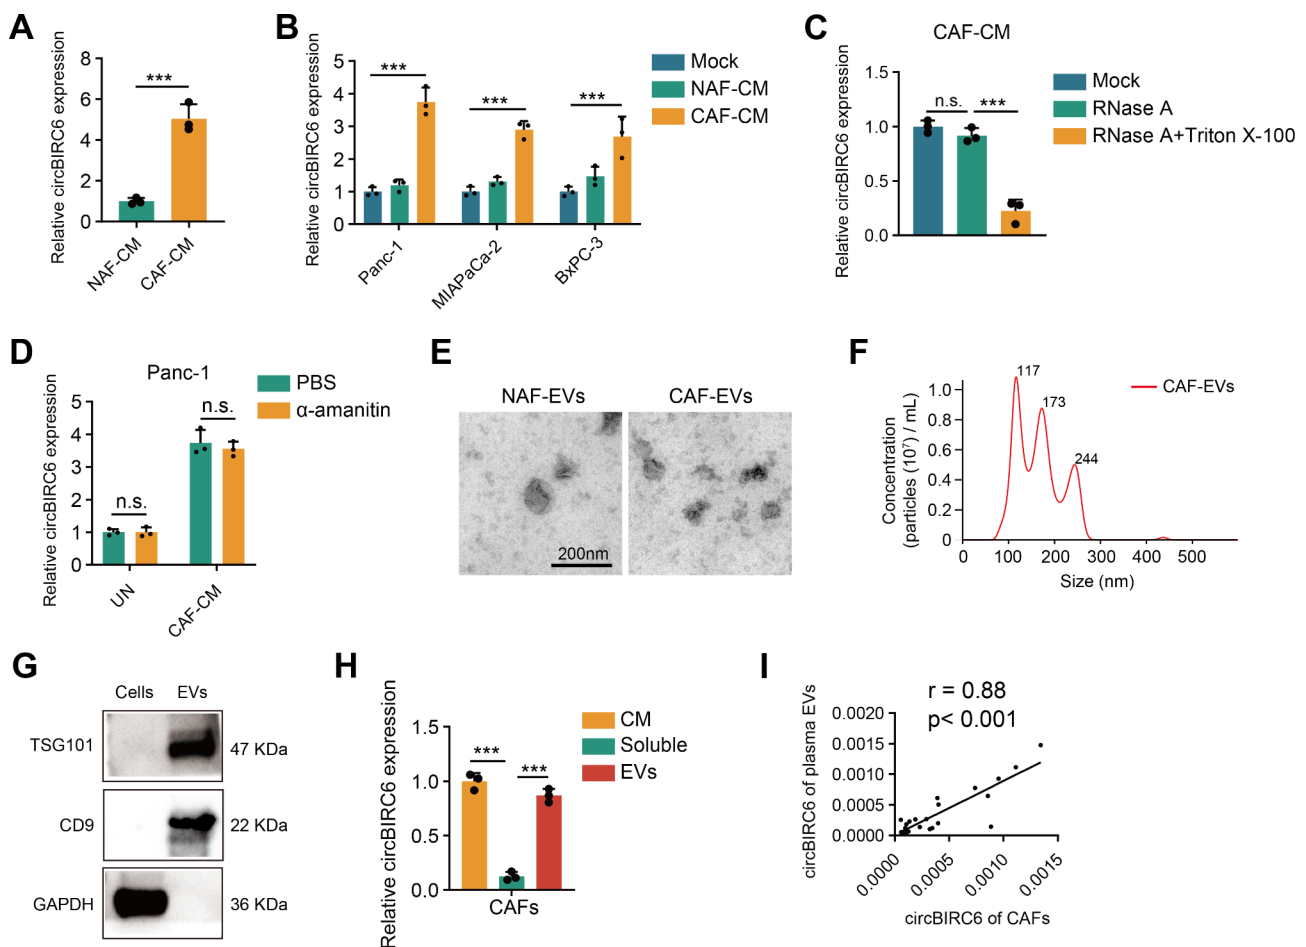 A
Relative circBIRC6 expression
8
6
4
2
0
***
NAF-CM
CAF-CM
B
Relative circBIRC6 expression
5
4
3
2
1
0
***
***
***
Panc-1
MIAPaCa-2
BxPC-3
Mock
NAF-CM
CAF-CM
C
CAF-CM
Relative circBIRC6 expression
1.5
1.0
0.5
0.0
n.s.
***
Mock
RNase A
RNase A+Triton X-100
D
Panc-1
Relative circBIRC6 expression
5
4
3
2
1
0
n.s.
n.s.
UN
CAF-CM
PBS
α-amanitin
E
NAF-EVs
CAF-EVs
200nm
F
Concentration
(particles (10⁷) / mL)
1.0
0.8
0.6
0.4
0.2
0
117
173
244
CAF-EVs
0
100
200
300
400
500
Size (nm)
G
Cells
EVs
TSG101
47 KDa
CD9
22 KDa
GAPDH
36 KDa
H
Relative circBIRC6 expression
1.5
1.0
0.5
0.0
***
***
CAFs
CM
Soluble
EVs
I
r = 0.88
p< 0.001
circBIRC6 of plasma EVs
0.0020
0.0015
0.0010
0.0005
0.0000
0.0000
0.0005
0.0010
0.0015
circBIRC6 of CAFs